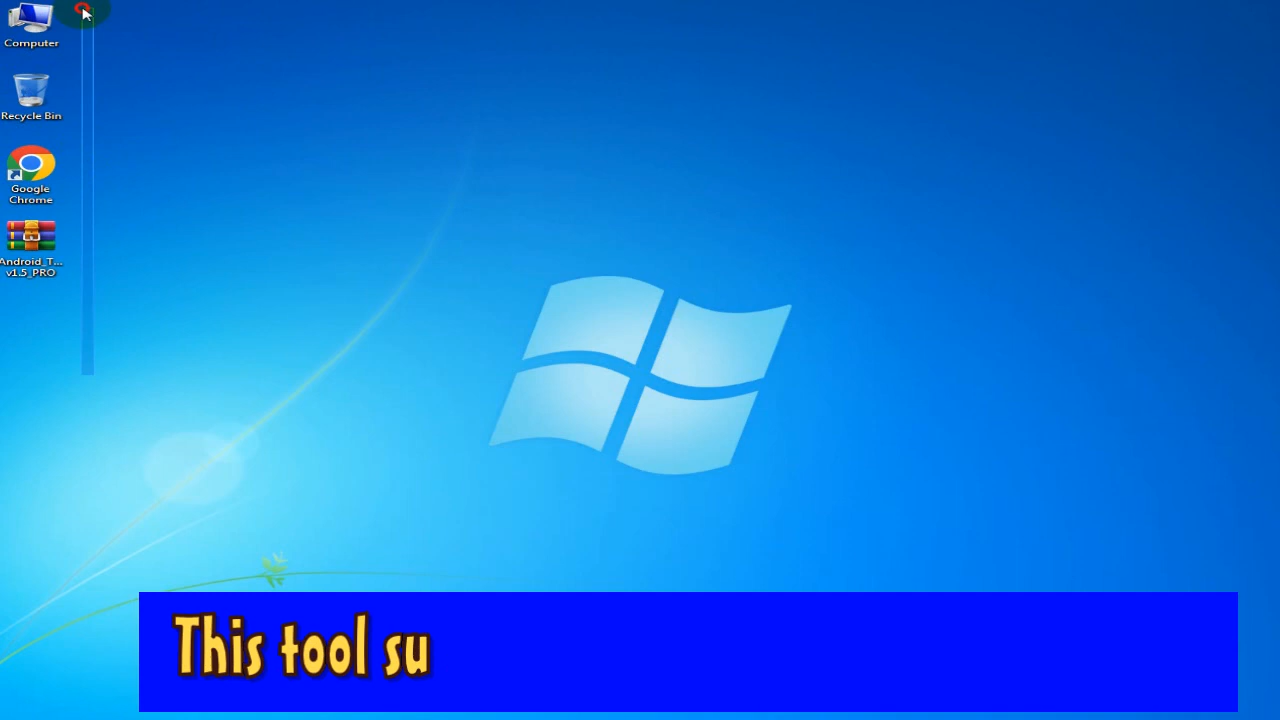 Computer
Recycle Bin
Google
Chrome
Android_T...
v1.5_PRO
This tool su